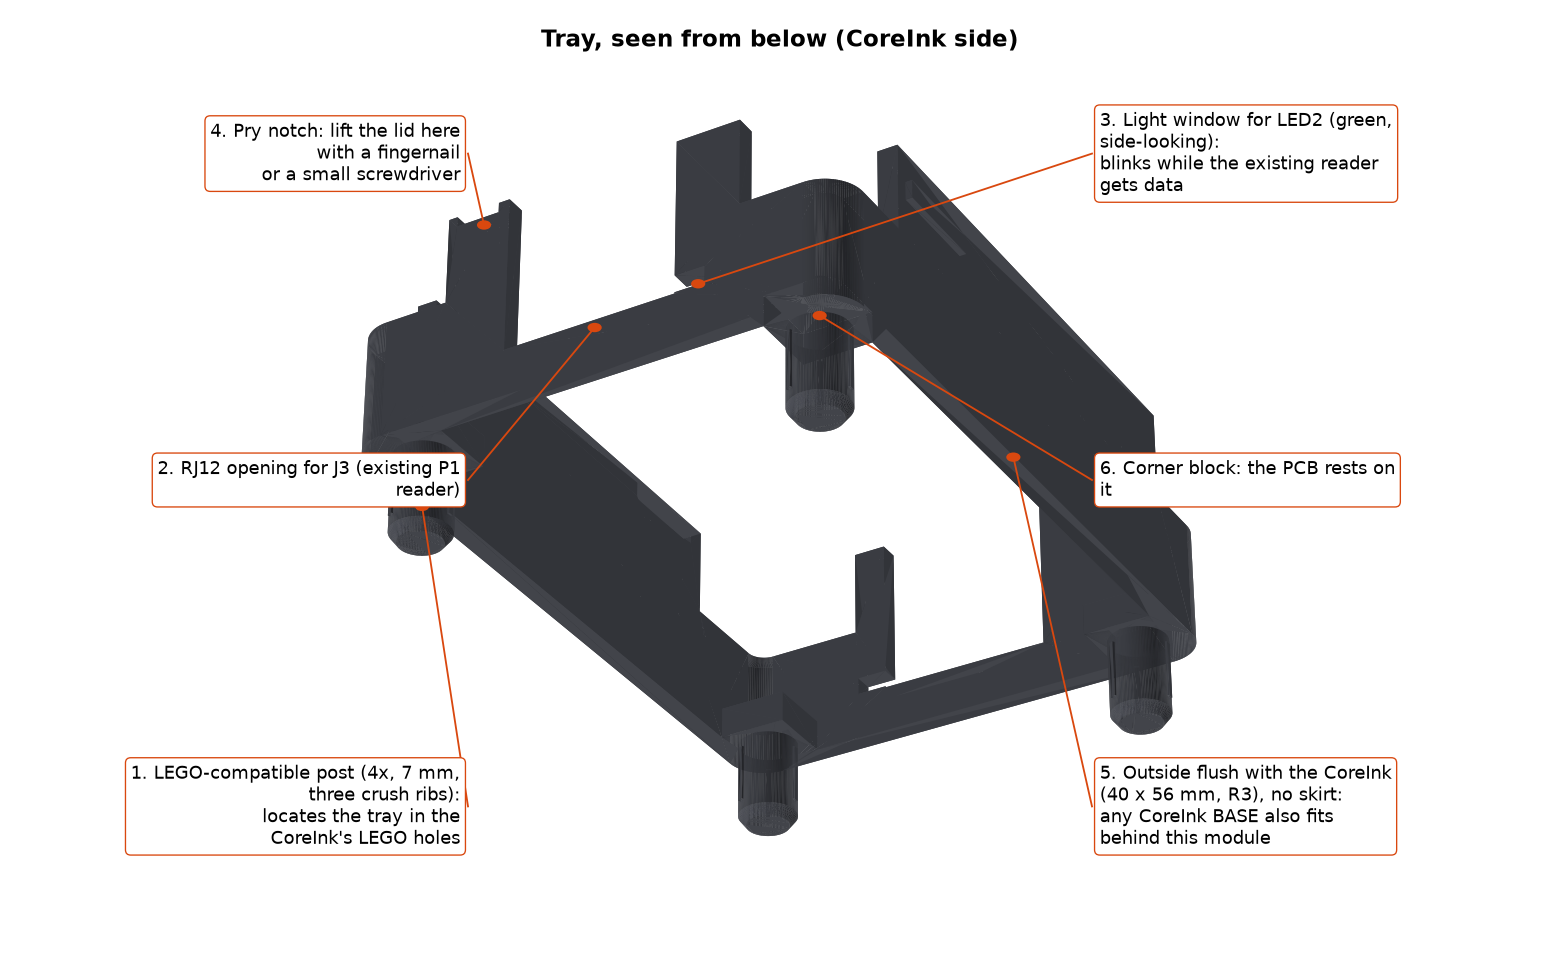 Tray, seen from below (CoreInk side)
4. Pry notch: lift the lid here
with a fingernail
or a small screwdriver
3. Light window for LED2 (green,
side-looking):
blinks while the existing reader
gets data
2. RJ12 opening for J3 (existing P1
reader)
6. Corner block: the PCB rests on
it
1. LEGO-compatible post (4x, 7 mm,
three crush ribs):
locates the tray in the
CoreInk's LEGO holes
5. Outside flush with the CoreInk
(40 x 56 mm, R3), no skirt:
any CoreInk BASE also fits
behind this module